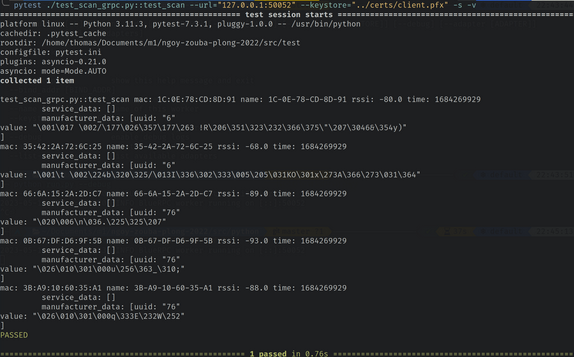 pytest ./test_scan_grpc.py::test_scan --url="127.0.0.1:50052" --keystore="../certs/client.pfx" -s -v
test session starts
platform linux -- Python 3.11.3, pytest-7.3.1, pluggy-1.0.0 -- /usr/bin/python
cachedir: .pytest_cache
rootdir: /home/thomas/Documents/m1/ngoy-zouba-plong-2022/src/test
configfile: pytest.ini
plugins: asyncio-0.21.0
asyncio: mode=Mode.AUTO
collected 1 item
test_scan_grpc.py::test_scan mac: 1C:0E:78:CD:8D:91 name: 1C-0E-78-CD-8D-91 rssi: -80.0 time: 1684269929
service_data: []
manufacturer_data: [uuid: "6"
value: "\001\017 \002/\177\026\357\177\263 !R\206\351\323\232\366\375\"\207\30466\354y)"
]
mac: 35:42:2A:72:6C:25 name: 35-42-2A-72-6C-25 rssi: -68.0 time: 1684269929
service_data: []
manufacturer_data: [uuid: "6"
value: "\001\t \002\224b\320\325/\013I\336\302\333\005\205\031KO\301x\273A\366\273\031\364"
]
mac: 66:6A:15:2A:2D:C7 name: 66-6A-15-2A-2D-C7 rssi: -89.0 time: 1684269929
service_data: []
manufacturer_data: [uuid: "76"
value: "\020\006\n\036.\225\325\207"
]
mac: 0B:67:DF:D6:9F:5B name: 0B-67-DF-D6-9F-5B rssi: -93.0 time: 1684269929
service_data: []
manufacturer_data: [uuid: "76"
value: "\026\010\301\000u\256\363_\310;"
]
mac: 3B:A9:10:60:35:A1 name: 3B-A9-10-60-35-A1 rssi: -88.0 time: 1684269929
service_data: []
manufacturer_data: [uuid: "76"
value: "\026\010\301\000q\333E\232W\252"
]
PASSED
1 passed in 0.76s